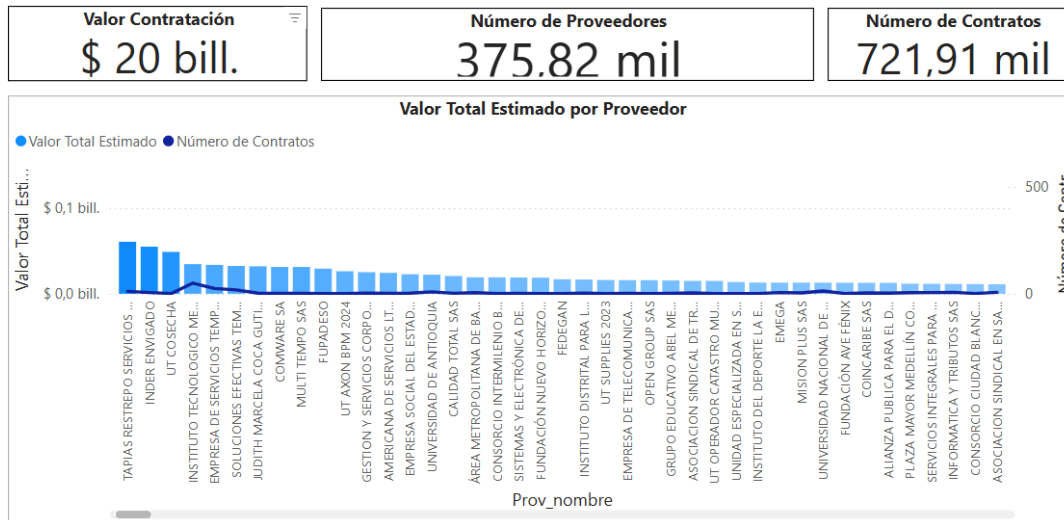 Valor Contratación
$ 20 bill.
Número de Proveedores
375,82 mil
Número de Contratos
721,91 mil
Valor Total Estimado por Proveedor
Valor Total Estimado
Número de Contratos
Valor Total Esti...
$ 0,1 bill.
$ 0,0 bill.
500
0
Número de Contr...
TAPIAS RESTREPO SERVICIOS ...
INDER ENVIGADO
UT COSECHA
INSTITUTO TECNOLOGICO ME...
EMPRESA DE SERVICIOS TEMP...
SOLUCIONES EFECTIVAS TEM...
JUDITH MARCELA COCA GUTI...
COMWARE SA
MULTI TEMPO SAS
FUPADESO
UT AXON BPM 2024
GESTION Y SERVICIOS CORPO...
AMERICANA DE SERVICIOS LT...
EMPRESA SOCIAL DEL ESTAD...
UNIVERSIDAD DE ANTIOQUIA
CALIDAD TOTAL SAS
ÁREA METROPOLITANA DE BA...
CONSORCIO INTERMILENIO B...
SISTEMAS Y ELECTRÓNICA DE...
FUNDACIÓN NUEVO HORIZO...
FEDEGAN
INSTITUTO DISTRITAL PARA L...
UT SUPPLIES 2023
EMPRESA DE TELECOMUNICA...
OPEN GROUP SAS
GRUPO EDUCATIVO ABEL ME...
ASOCIACION SINDICAL DE TR...
UT OPERADOR CATASTRO MU...
UNIDAD ESPECIALIZADA EN S...
INSTITUTO DEL DEPORTE LA E...
EMEGA
MISION PLUS SAS
UNIVERSIDAD NACIONAL DE ...
FUNDACIÓN AVE FÉNIX
COINCARIBE SAS
ALIANZA PUBLICA PARA EL D...
PLAZA MAYOR MEDELLÍN CO...
SERVICIOS INTEGRALES PARA...
INFORMATICA Y TRIBUTOS SAS
CONSORCIO CIUDAD BLANC...
ASOCIACION SINDICAL EN SA...
Prov_nombre